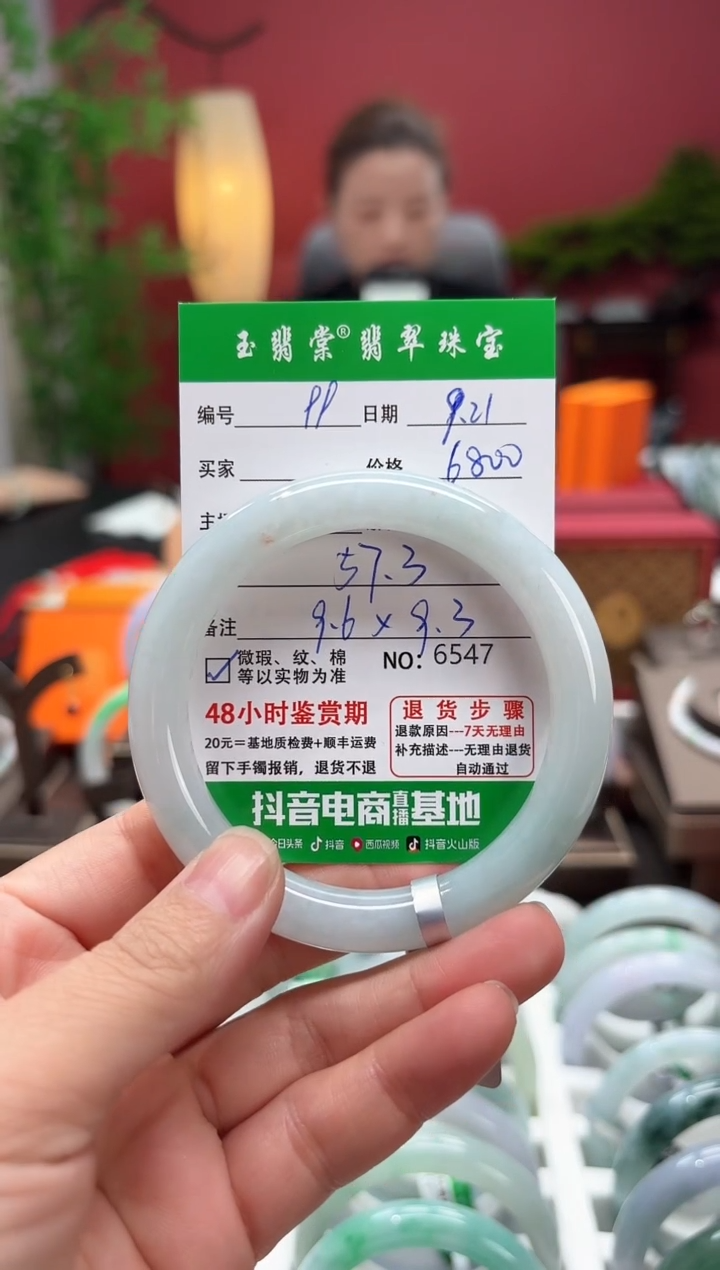 玉翡棠®翡翠珠宝
编号 PP 日期 9.21
买家 价格 6800
57.3
备注 9.6 x 9.3
微瑕、纹、棉
等以实物为准
NO: 6547
48小时鉴赏期
20元=基地质检费+顺丰运费
留下手镯报销，退货不退
退货步骤
退款原因---7天无理由
补充描述---无理由退货
自动通过
抖音电商直播基地
今日头条 抖音 西瓜视频 抖音火山版